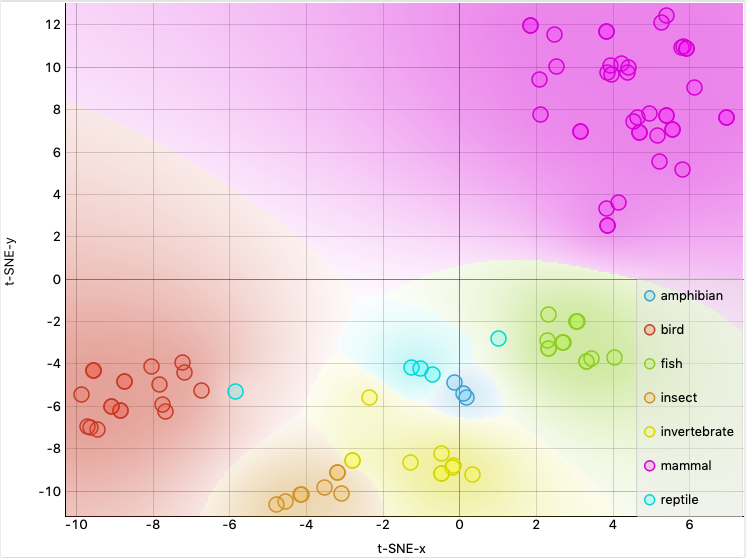 12
10
8
6
4
2
0
-2
-4
-6
-8
-10
t-SNE-y
amphibian
bird
fish
insect
invertebrate
mammal
reptile
-10 -8 -6 -4 -2 0 2 4 6
t-SNE-x